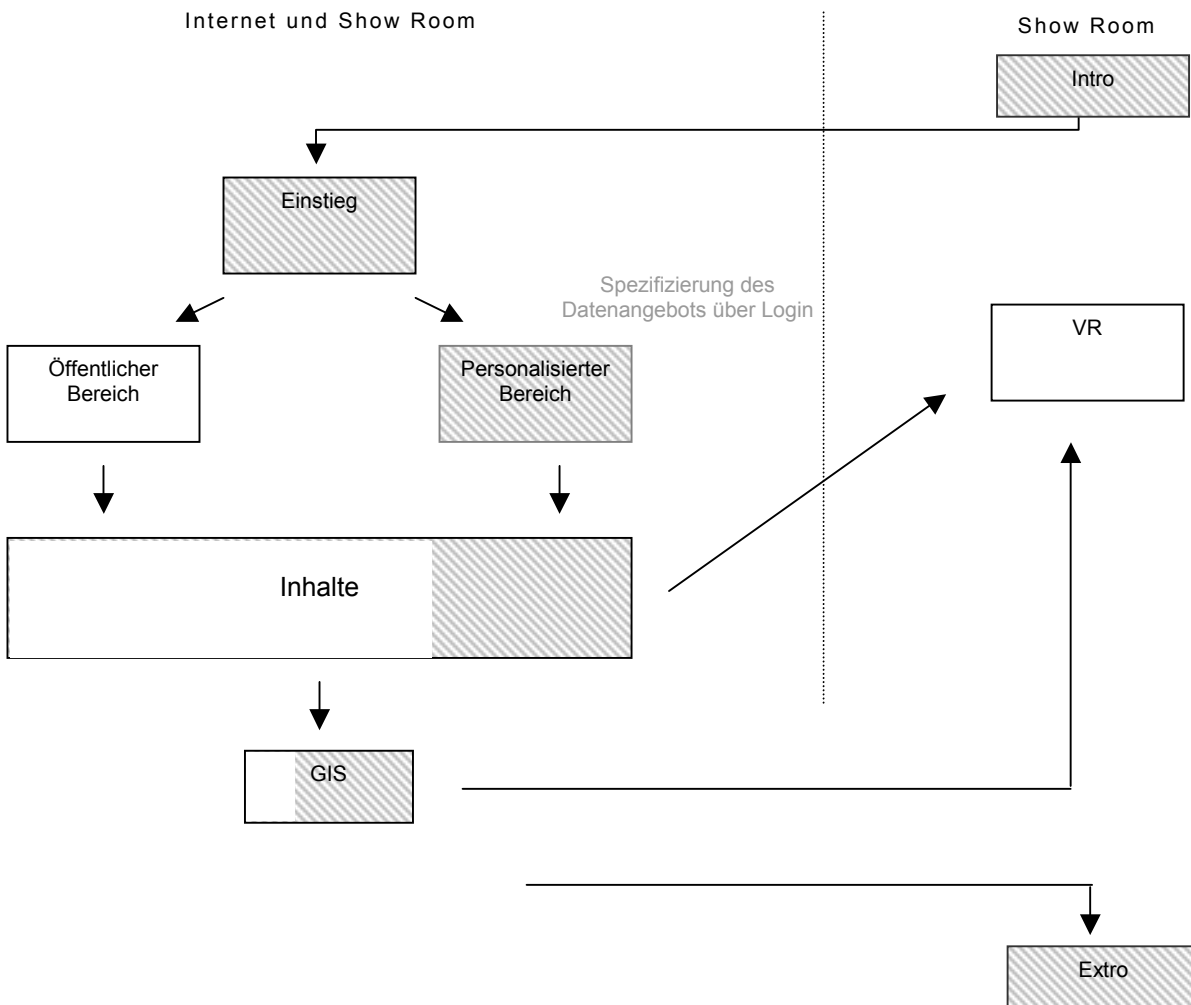 Internet und Show Room
Show Room
Intro
Einstieg
Spezifizierung des
Datenangebots über Login
VR
Öffentlicher
Bereich
Personalisierter
Bereich
Inhalte
GIS
Extro